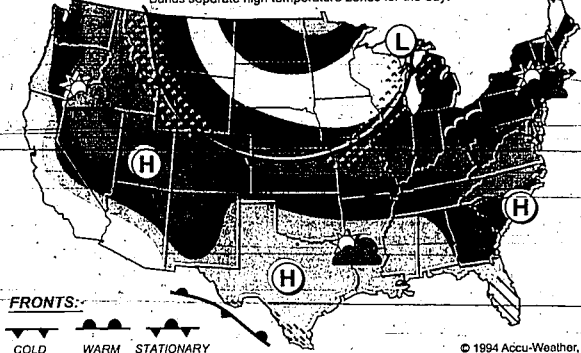 Bands separate high temperature zones for the day.
L
H
H
H
FRONTS:
COLD WARM STATIONARY
© 1994 Accu-Weather,